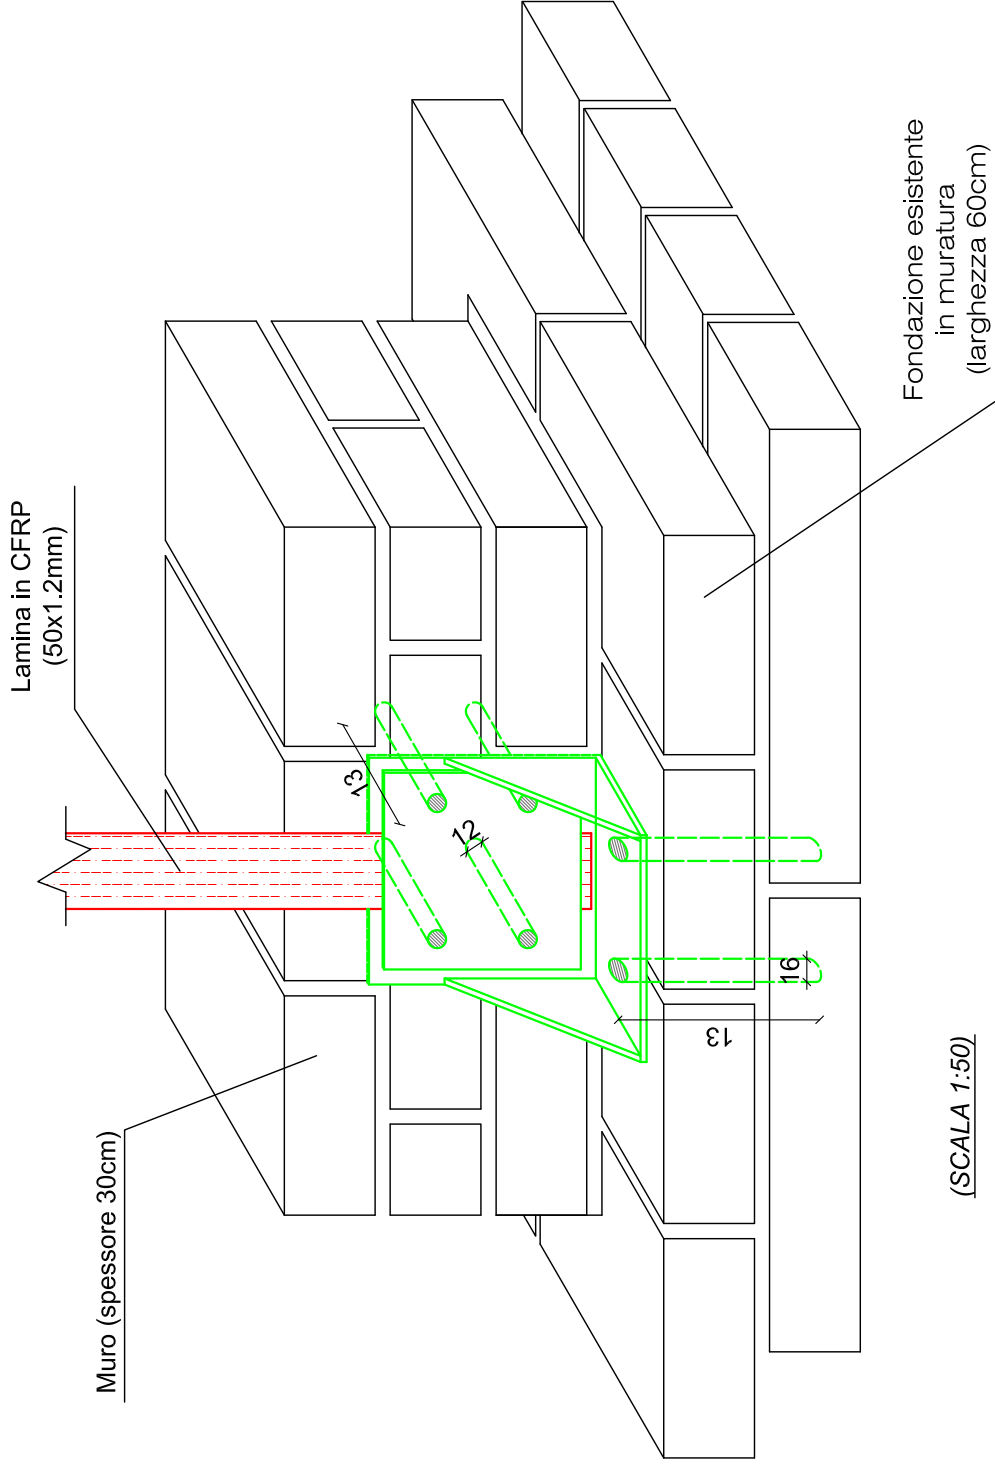 Lamina in CFRP
(50x1.2mm)
Muro (spessore 30cm)
13
12
16
13
Fondazione esistente
in muratura
(larghezza 60cm)
(SCALA 1:50)